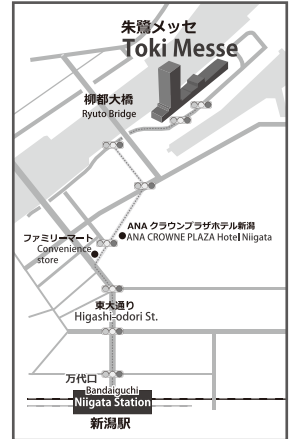 朱鷺メッセ
Toki Messe
柳都大橋
Ryuto Bridge
ANA クラウンプラザホテル新潟
ANA CROWNE PLAZA Hotel Niigata
ファミリーマート
Convenience
store
東大通り
Higashi-odori St.
万代口
Bandaiguchi
Niigata Station
新潟駅